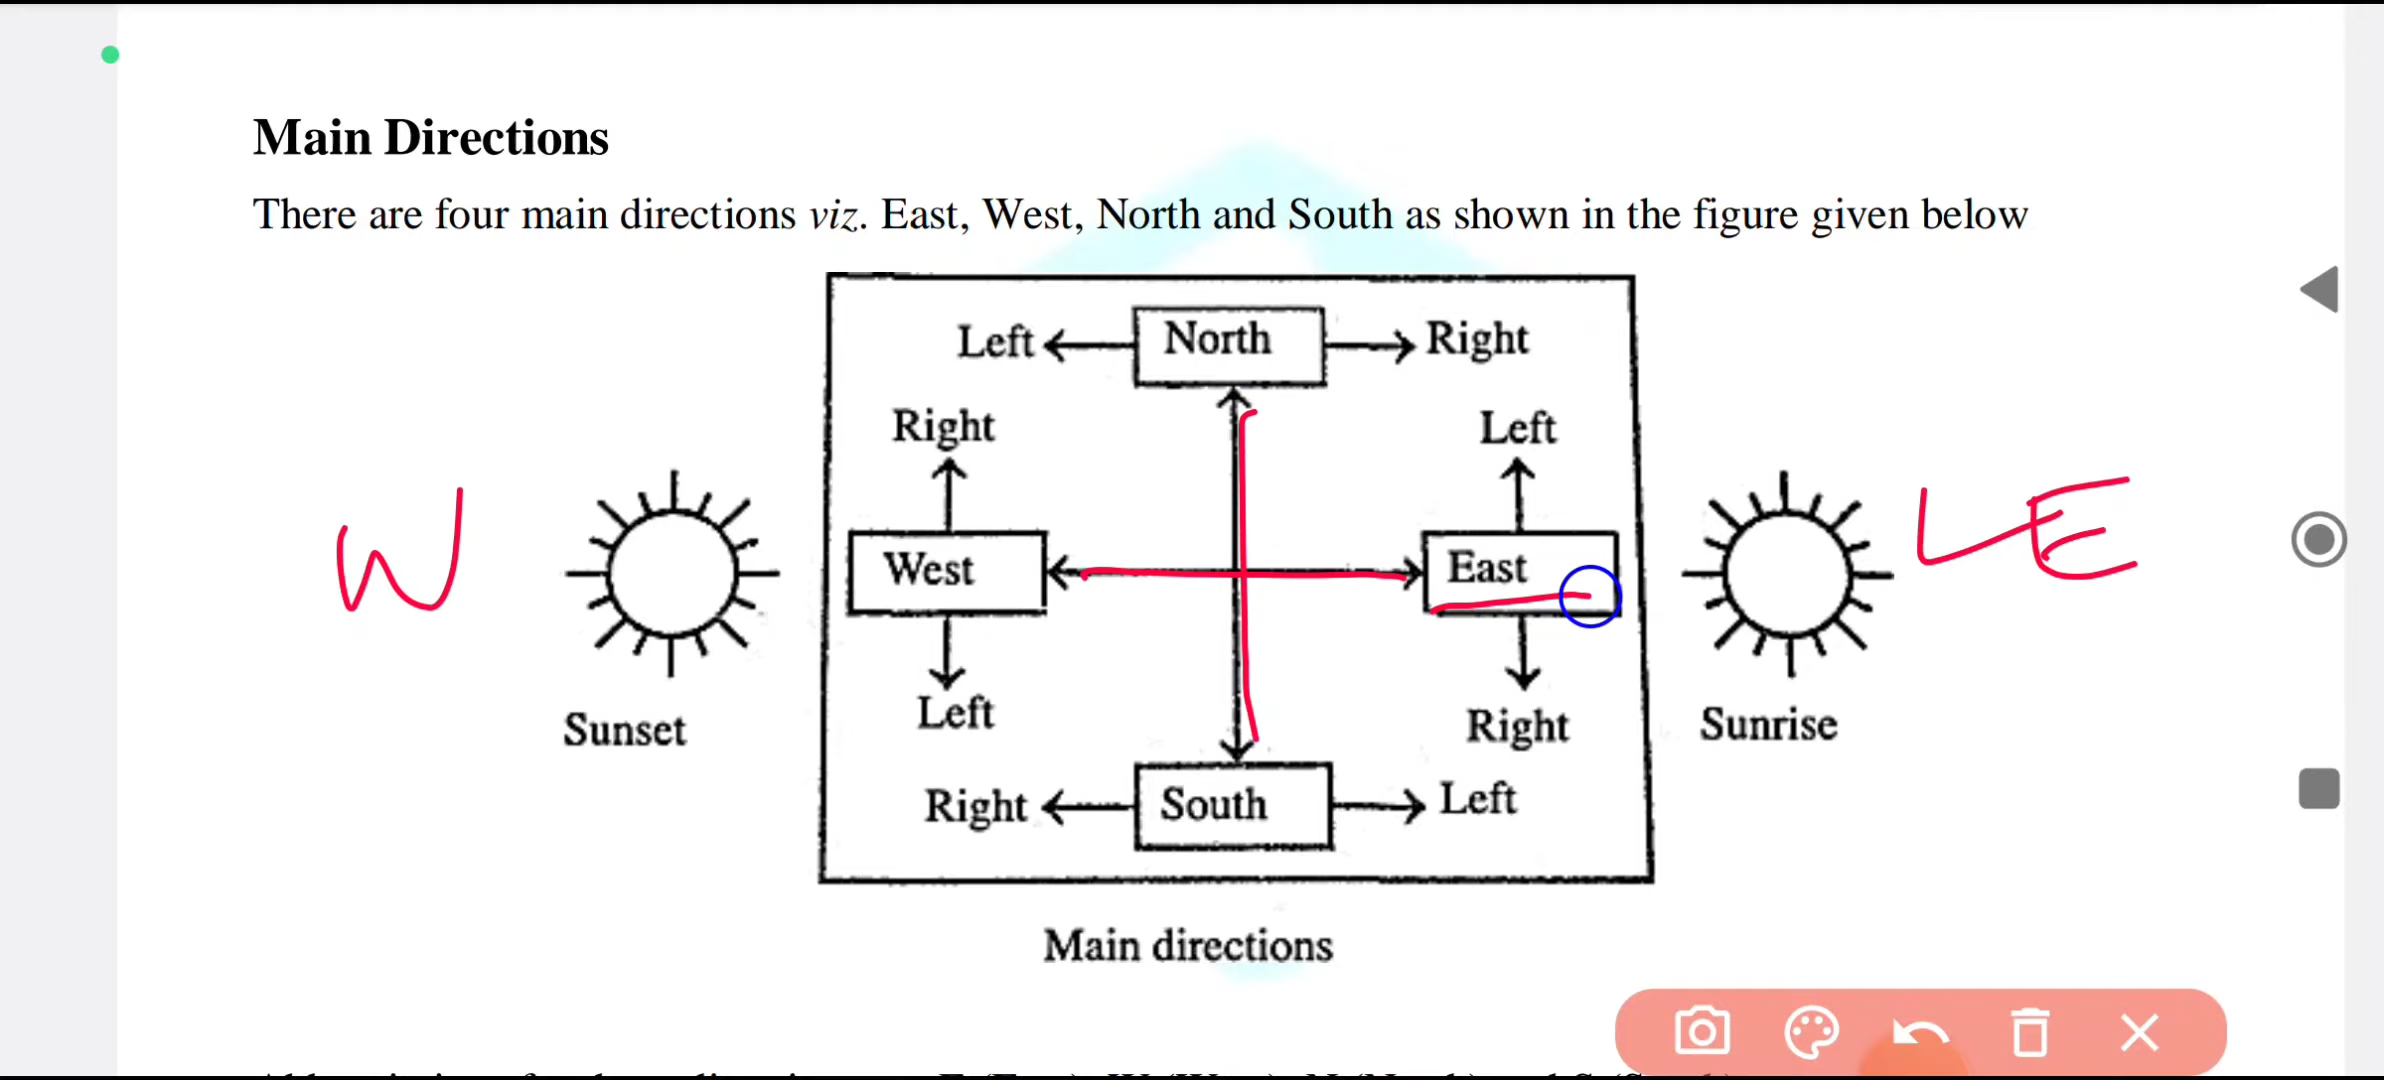 Main Directions
There are four main directions viz. East, West, North and South as shown in the figure given below
Left North Right
Right Left
W West East LE
Sunset Left Right Sunrise
Right South Left
Main directions